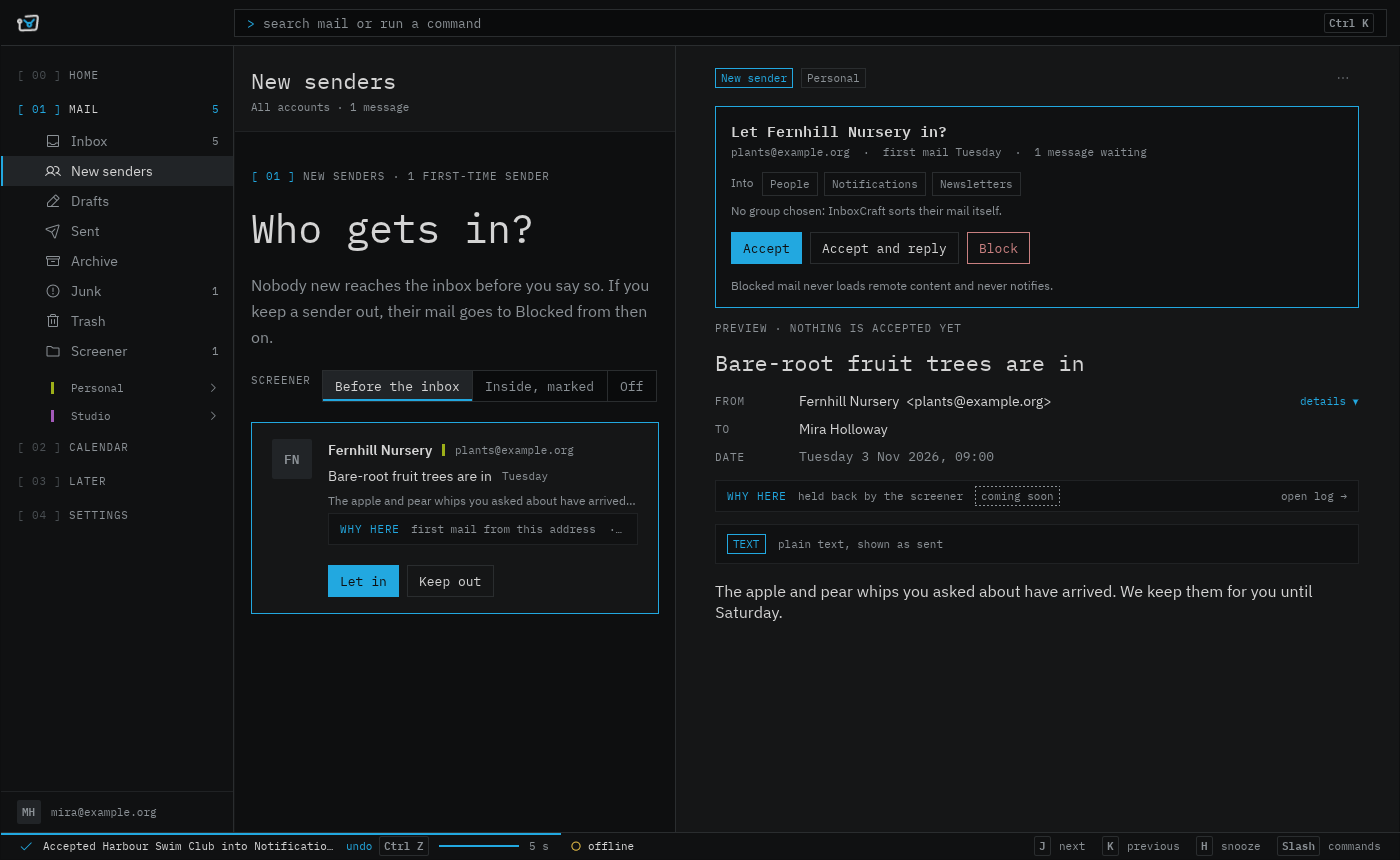 > search mail or run a command
Ctrl K
[ 00 ] HOME
[ 01 ] MAIL 5
Inbox 5
New senders
Drafts
Sent
Archive
Junk 1
Trash
Screener 1
Personal
Studio
[ 02 ] CALENDAR
[ 03 ] LATER
[ 04 ] SETTINGS
MH mira@example.org
New senders
All accounts · 1 message
[ 01 ] NEW SENDERS · 1 FIRST-TIME SENDER
Who gets in?
Nobody new reaches the inbox before you say so. If you
keep a sender out, their mail goes to Blocked from then
on.
SCREENER Before the inbox Inside, marked Off
FN
Fernhill Nursery plants@example.org
Bare-root fruit trees are in Tuesday
The apple and pear whips you asked about have arrived…
WHY HERE first mail from this address ·…
Let in Keep out
New sender Personal ···
Let Fernhill Nursery in?
plants@example.org · first mail Tuesday · 1 message waiting
Into People Notifications Newsletters
No group chosen: InboxCraft sorts their mail itself.
Accept Accept and reply Block
Blocked mail never loads remote content and never notifies.
PREVIEW · NOTHING IS ACCEPTED YET
Bare-root fruit trees are in
FROM Fernhill Nursery <plants@example.org> details ▾
TO Mira Holloway
DATE Tuesday 3 Nov 2026, 09:00
WHY HERE held back by the screener coming soon open log →
TEXT plain text, shown as sent
The apple and pear whips you asked about have arrived. We keep them for you until
Saturday.
Accepted Harbour Swim Club into Notificatio… undo Ctrl Z 5 s offline
J next K previous H snooze Slash commands